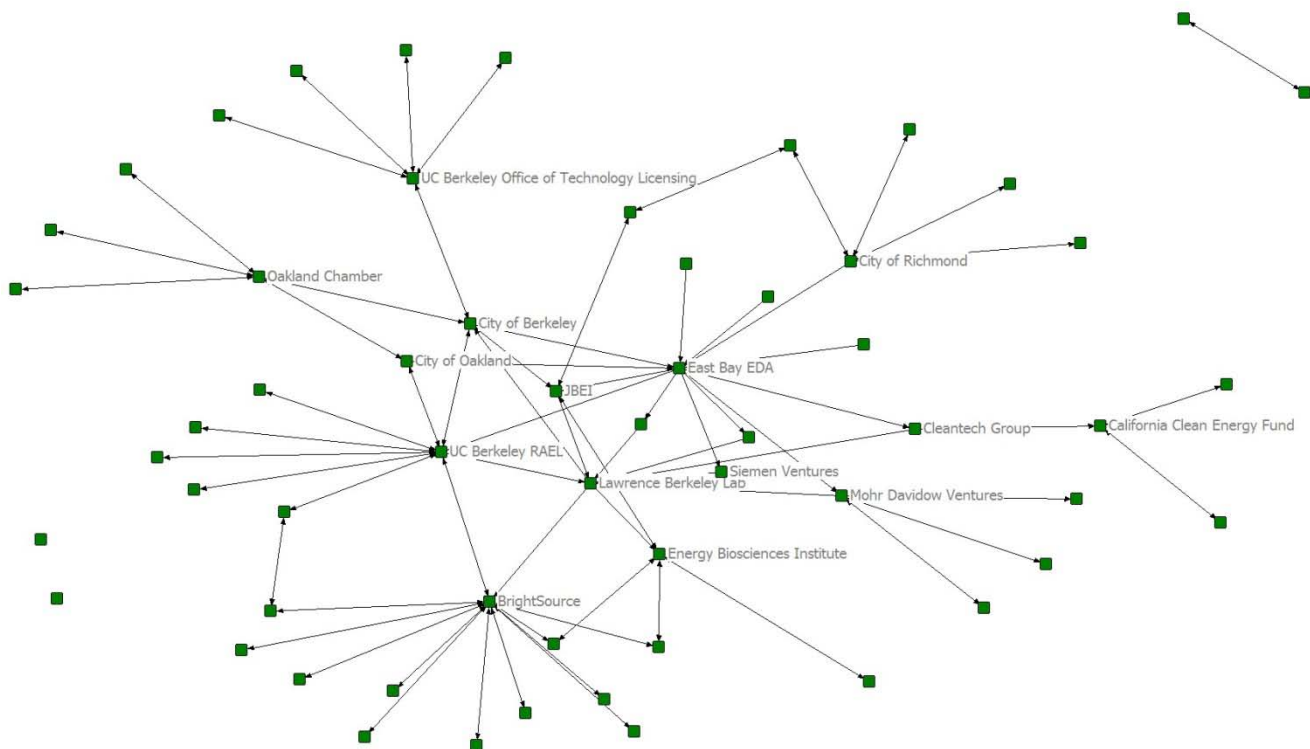 UC Berkeley Office of Technology Licensing
City of Richmond
Oakland Chamber
City of Berkeley
City of Oakland
East Bay EDA
JBEI
California Clean Energy Fund
Cleantech Group
UC Berkeley RAEL
Siemen Ventures
Lawrence Berkeley Lab
Mohr Davidow Ventures
Energy Biosciences Institute
BrightSource